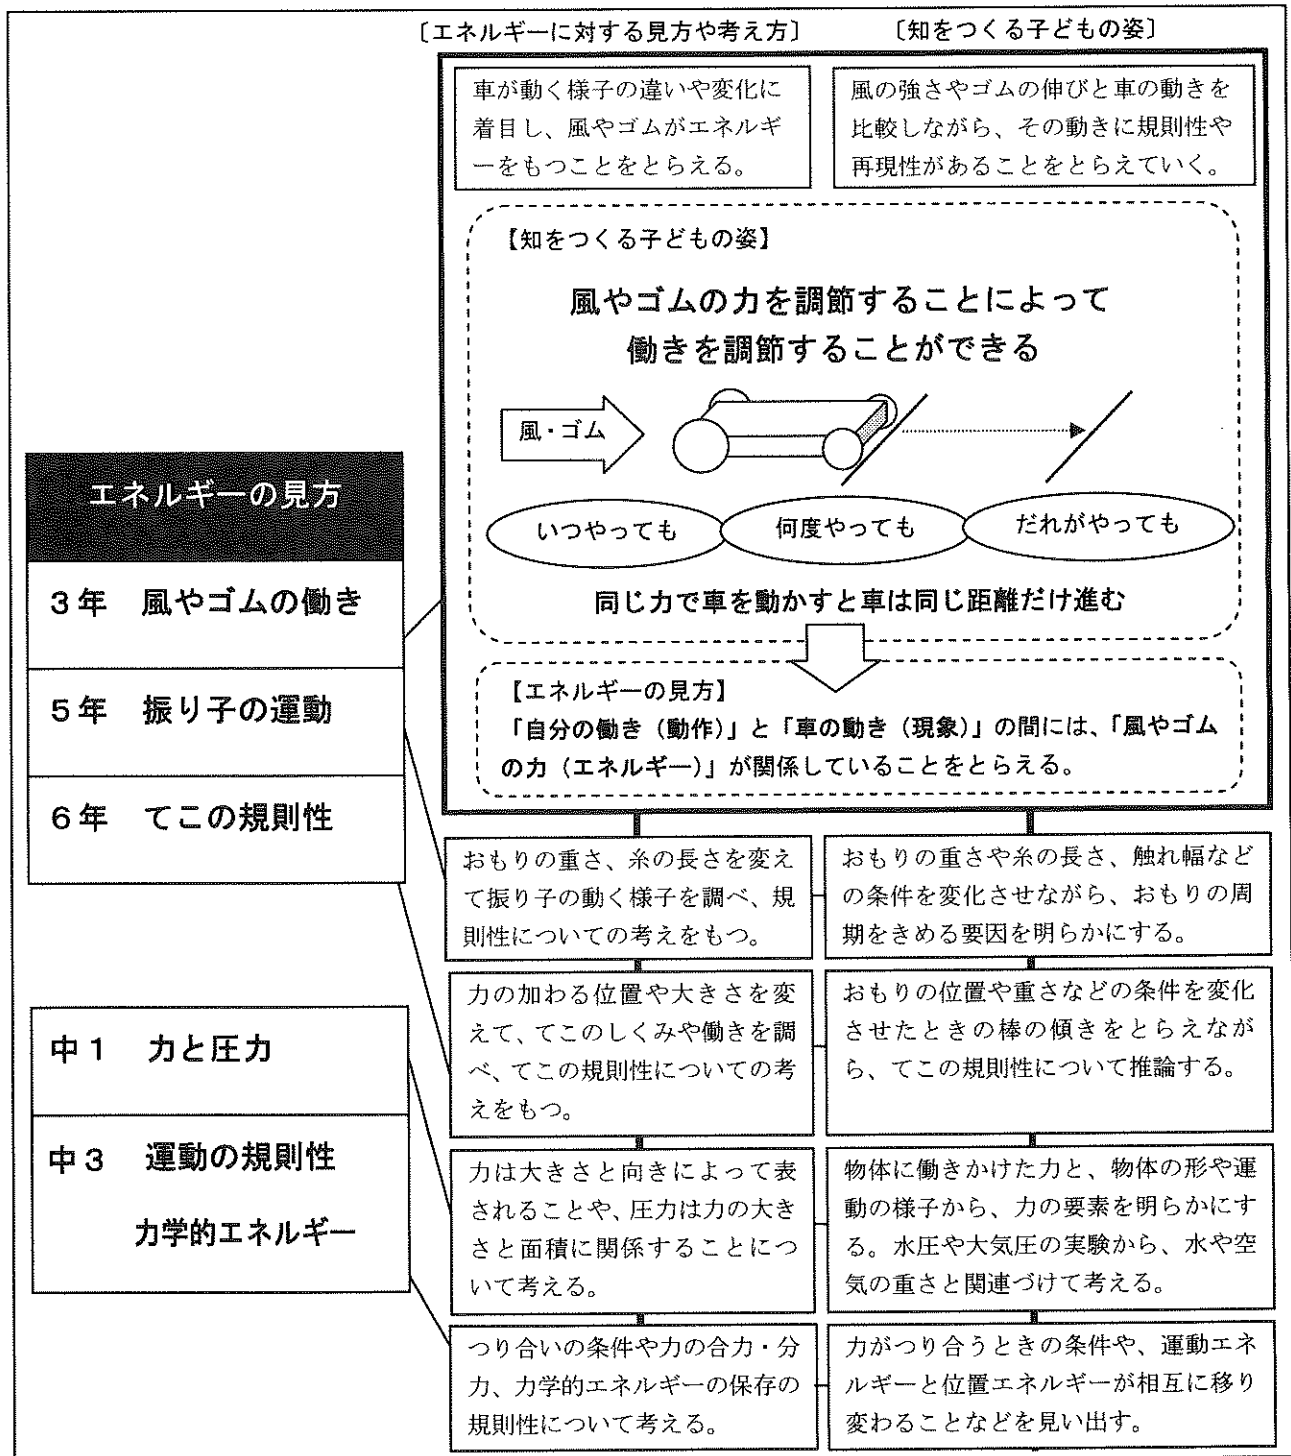 〔エネルギーに対する見方や考え方〕
〔知をつくる子どもの姿〕
車が動く様子の違いや変化に
着目し、風やゴムがエネルギ
ーをもつことをとらえる。
風の強さやゴムの伸びと車の動きを
比較しながら、その動きに規則性や
再現性があることをとらえていく。
【知をつくる子どもの姿】
風やゴムの力を調節することによって
働きを調節することができる
風・ゴム
いつやっても
何度やっても
だれがやっても
同じ力で車を動かすと車は同じ距離だけ進む
【エネルギーの見方】
「自分の働き（動作）」と「車の動き（現象）」の間には、「風やゴム
の力（エネルギー）」が関係していることをとらえる。
エネルギーの見方
3年　風やゴムの働き
5年　振り子の運動
6年　てこの規則性
中1　力と圧力
中3　運動の規則性
力学的エネルギー
おもりの重さ、糸の長さを変え
て振り子の動く様子を調べ、規
則性についての考えをもつ。
おもりの重さや糸の長さ、触れ幅など
の条件を変化させながら、おもりの周
期をきめる要因を明らかにする。
力の加わる位置や大きさを変
えて、てこのしくみや働きを調
べ、てこの規則性についての考
えをもつ。
おもりの位置や重さなどの条件を変化
させたときの棒の傾きをとらえなが
ら、てこの規則性について推論する。
力は大きさと向きによって表
されることや、圧力は力の大き
さと面積に関係することにつ
いて考える。
物体に働きかけた力と、物体の形や運
動の様子から、力の要素を明らかにす
る。水圧や大気圧の実験から、水や空
気の重さと関連づけて考える。
つり合いの条件や力の合力・分
力、力学的エネルギーの保存の
規則性について考える。
力がつり合うときの条件や、運動エネ
ルギーと位置エネルギーが相互に移り
変わることなどを見い出す。